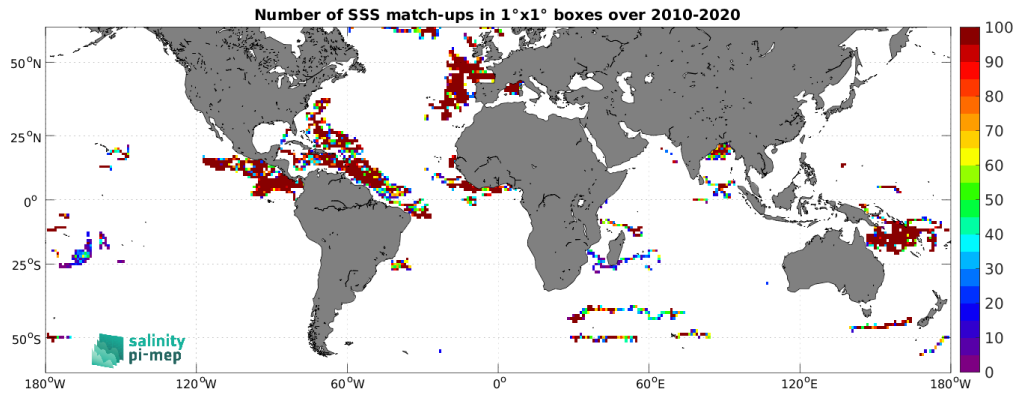 Number of SSS match-ups in 1°x1° boxes over 2010-2020
50°N
25°N
0°
25°S
50°S
180°W
120°W
60°W
0°
60°E
120°E
180°W
100
90
80
70
60
50
40
30
20
10
0
salinity
pi-mep